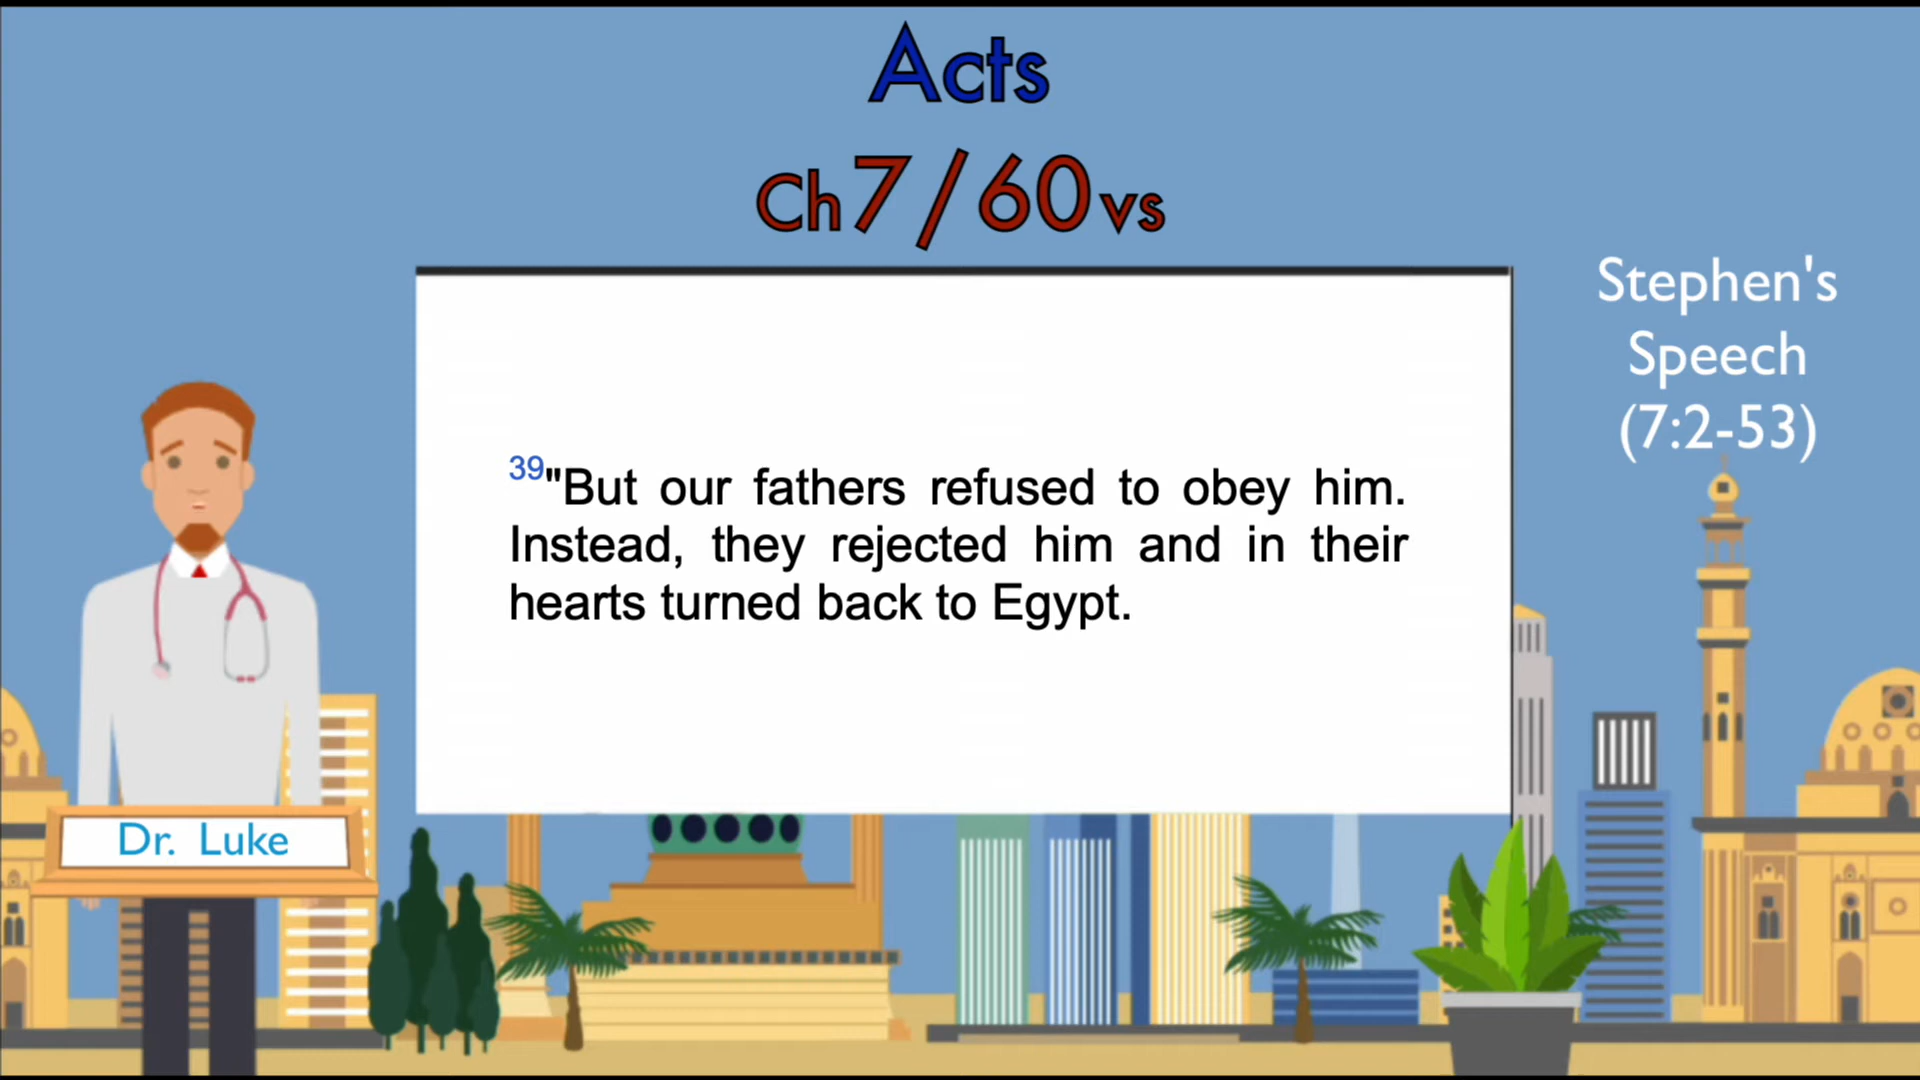 Acts
Ch7/60vs
Stephen's
Speech
(7:2-53)
39"But our fathers refused to obey him.
Instead, they rejected him and in their
hearts turned back to Egypt.
Dr. Luke